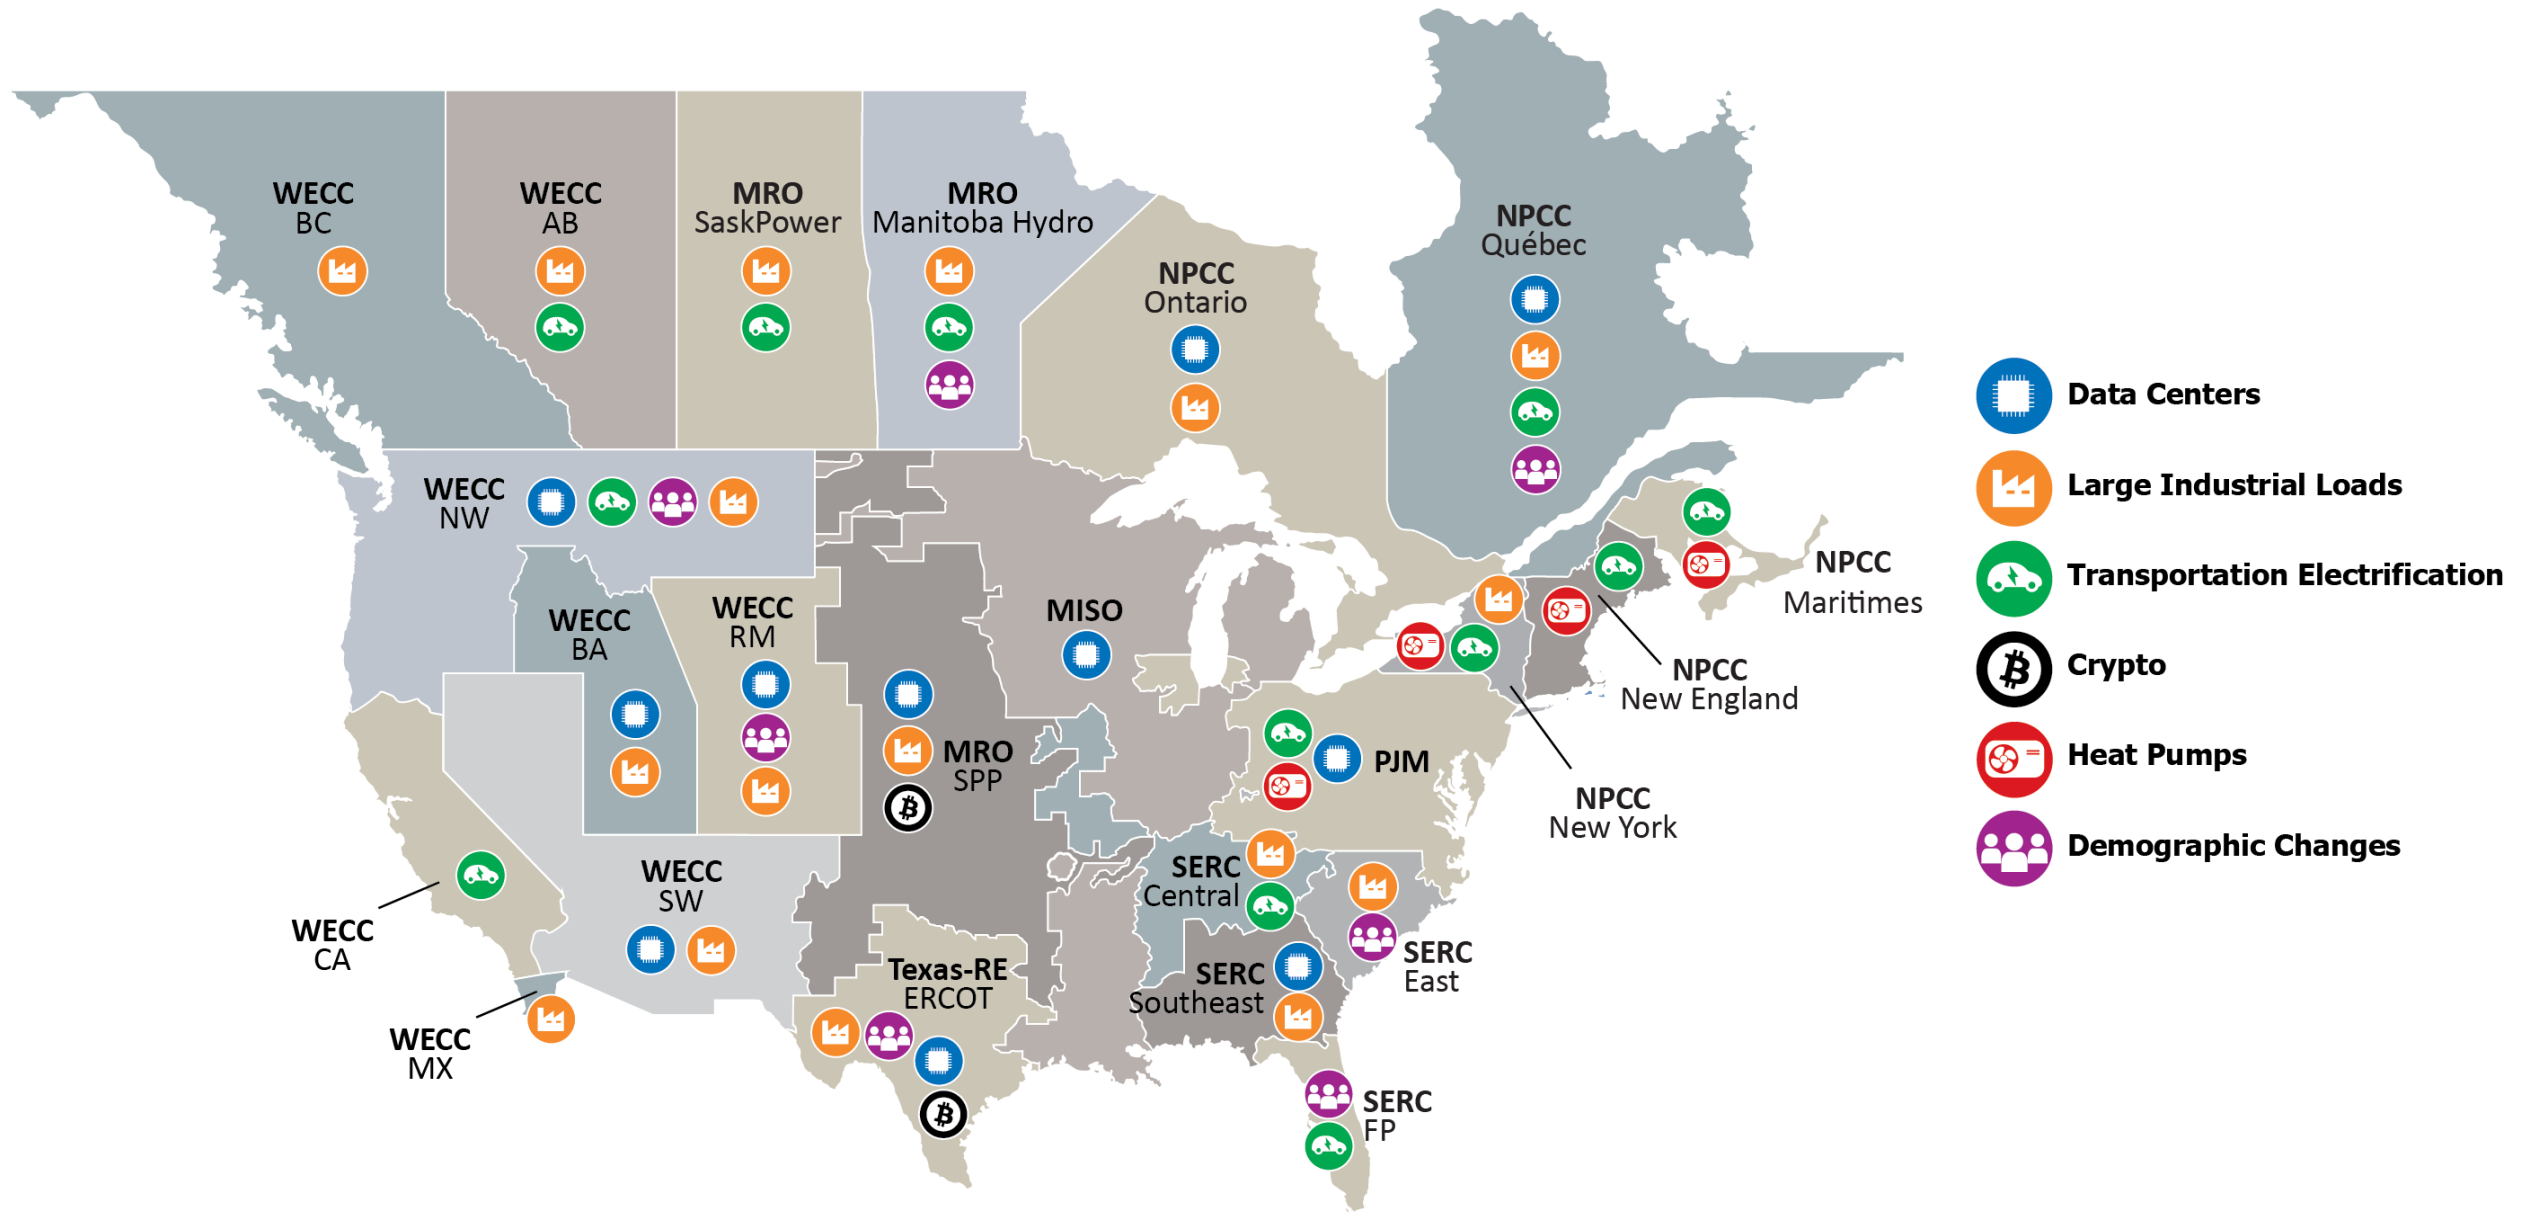 WECC
BC
WECC
AB
MRO
SaskPower
MRO
Manitoba Hydro
NPCC
Ontario
NPCC
Québec
WECC
NW
WECC
BA
WECC
RM
MISO
MRO
SPP
NPCC
Maritimes
NPCC
New England
NPCC
New York
PJM
WECC
CA
WECC
SW
WECC
MX
Texas-RE
ERCOT
SERC
Central
SERC
East
SERC
Southeast
SERC
FP
Data Centers
Large Industrial Loads
Transportation Electrification
Crypto
Heat Pumps
Demographic Changes